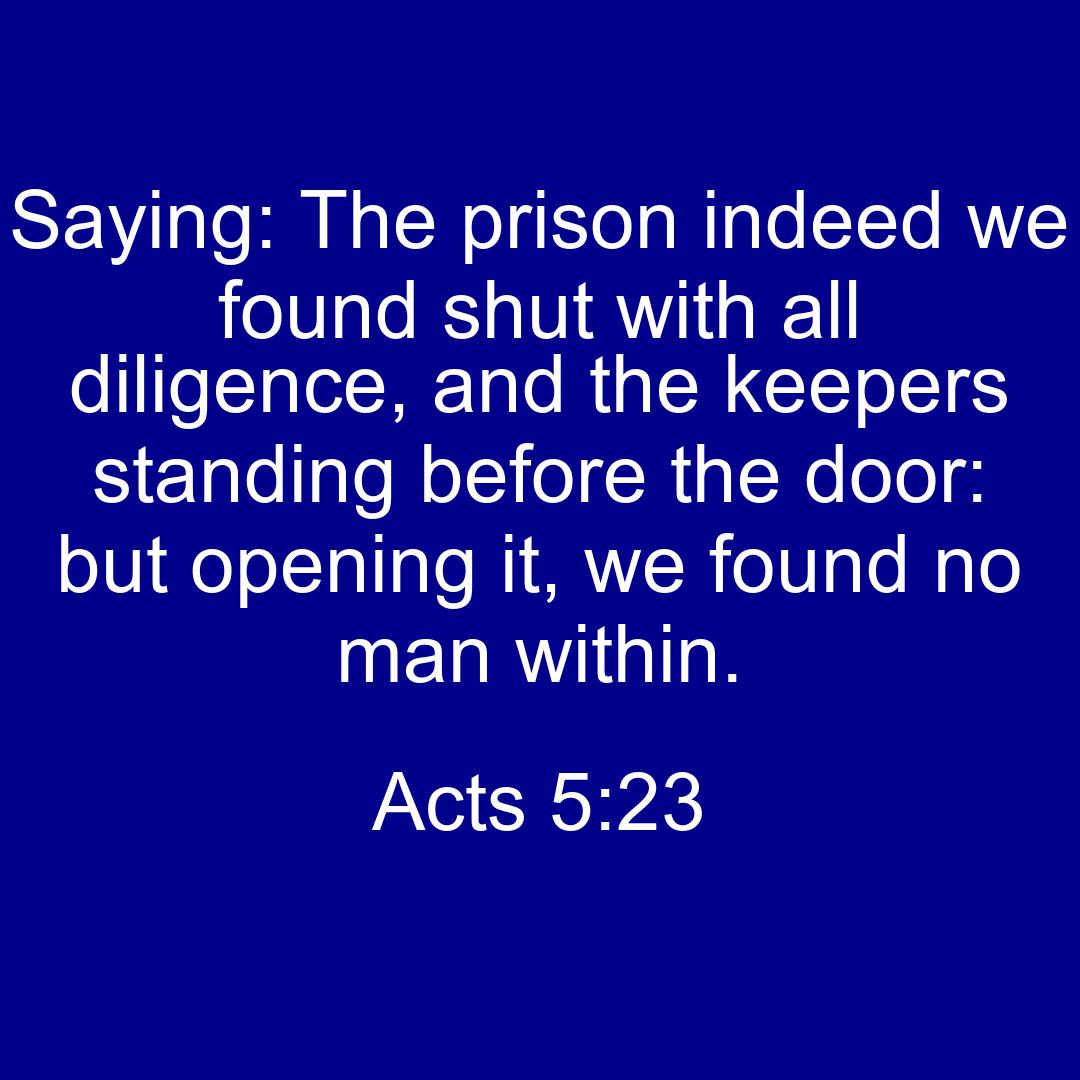 Saying: The prison indeed we
found shut with all
diligence, and the keepers
standing before the door:
but opening it, we found no
man within.
Acts 5:23